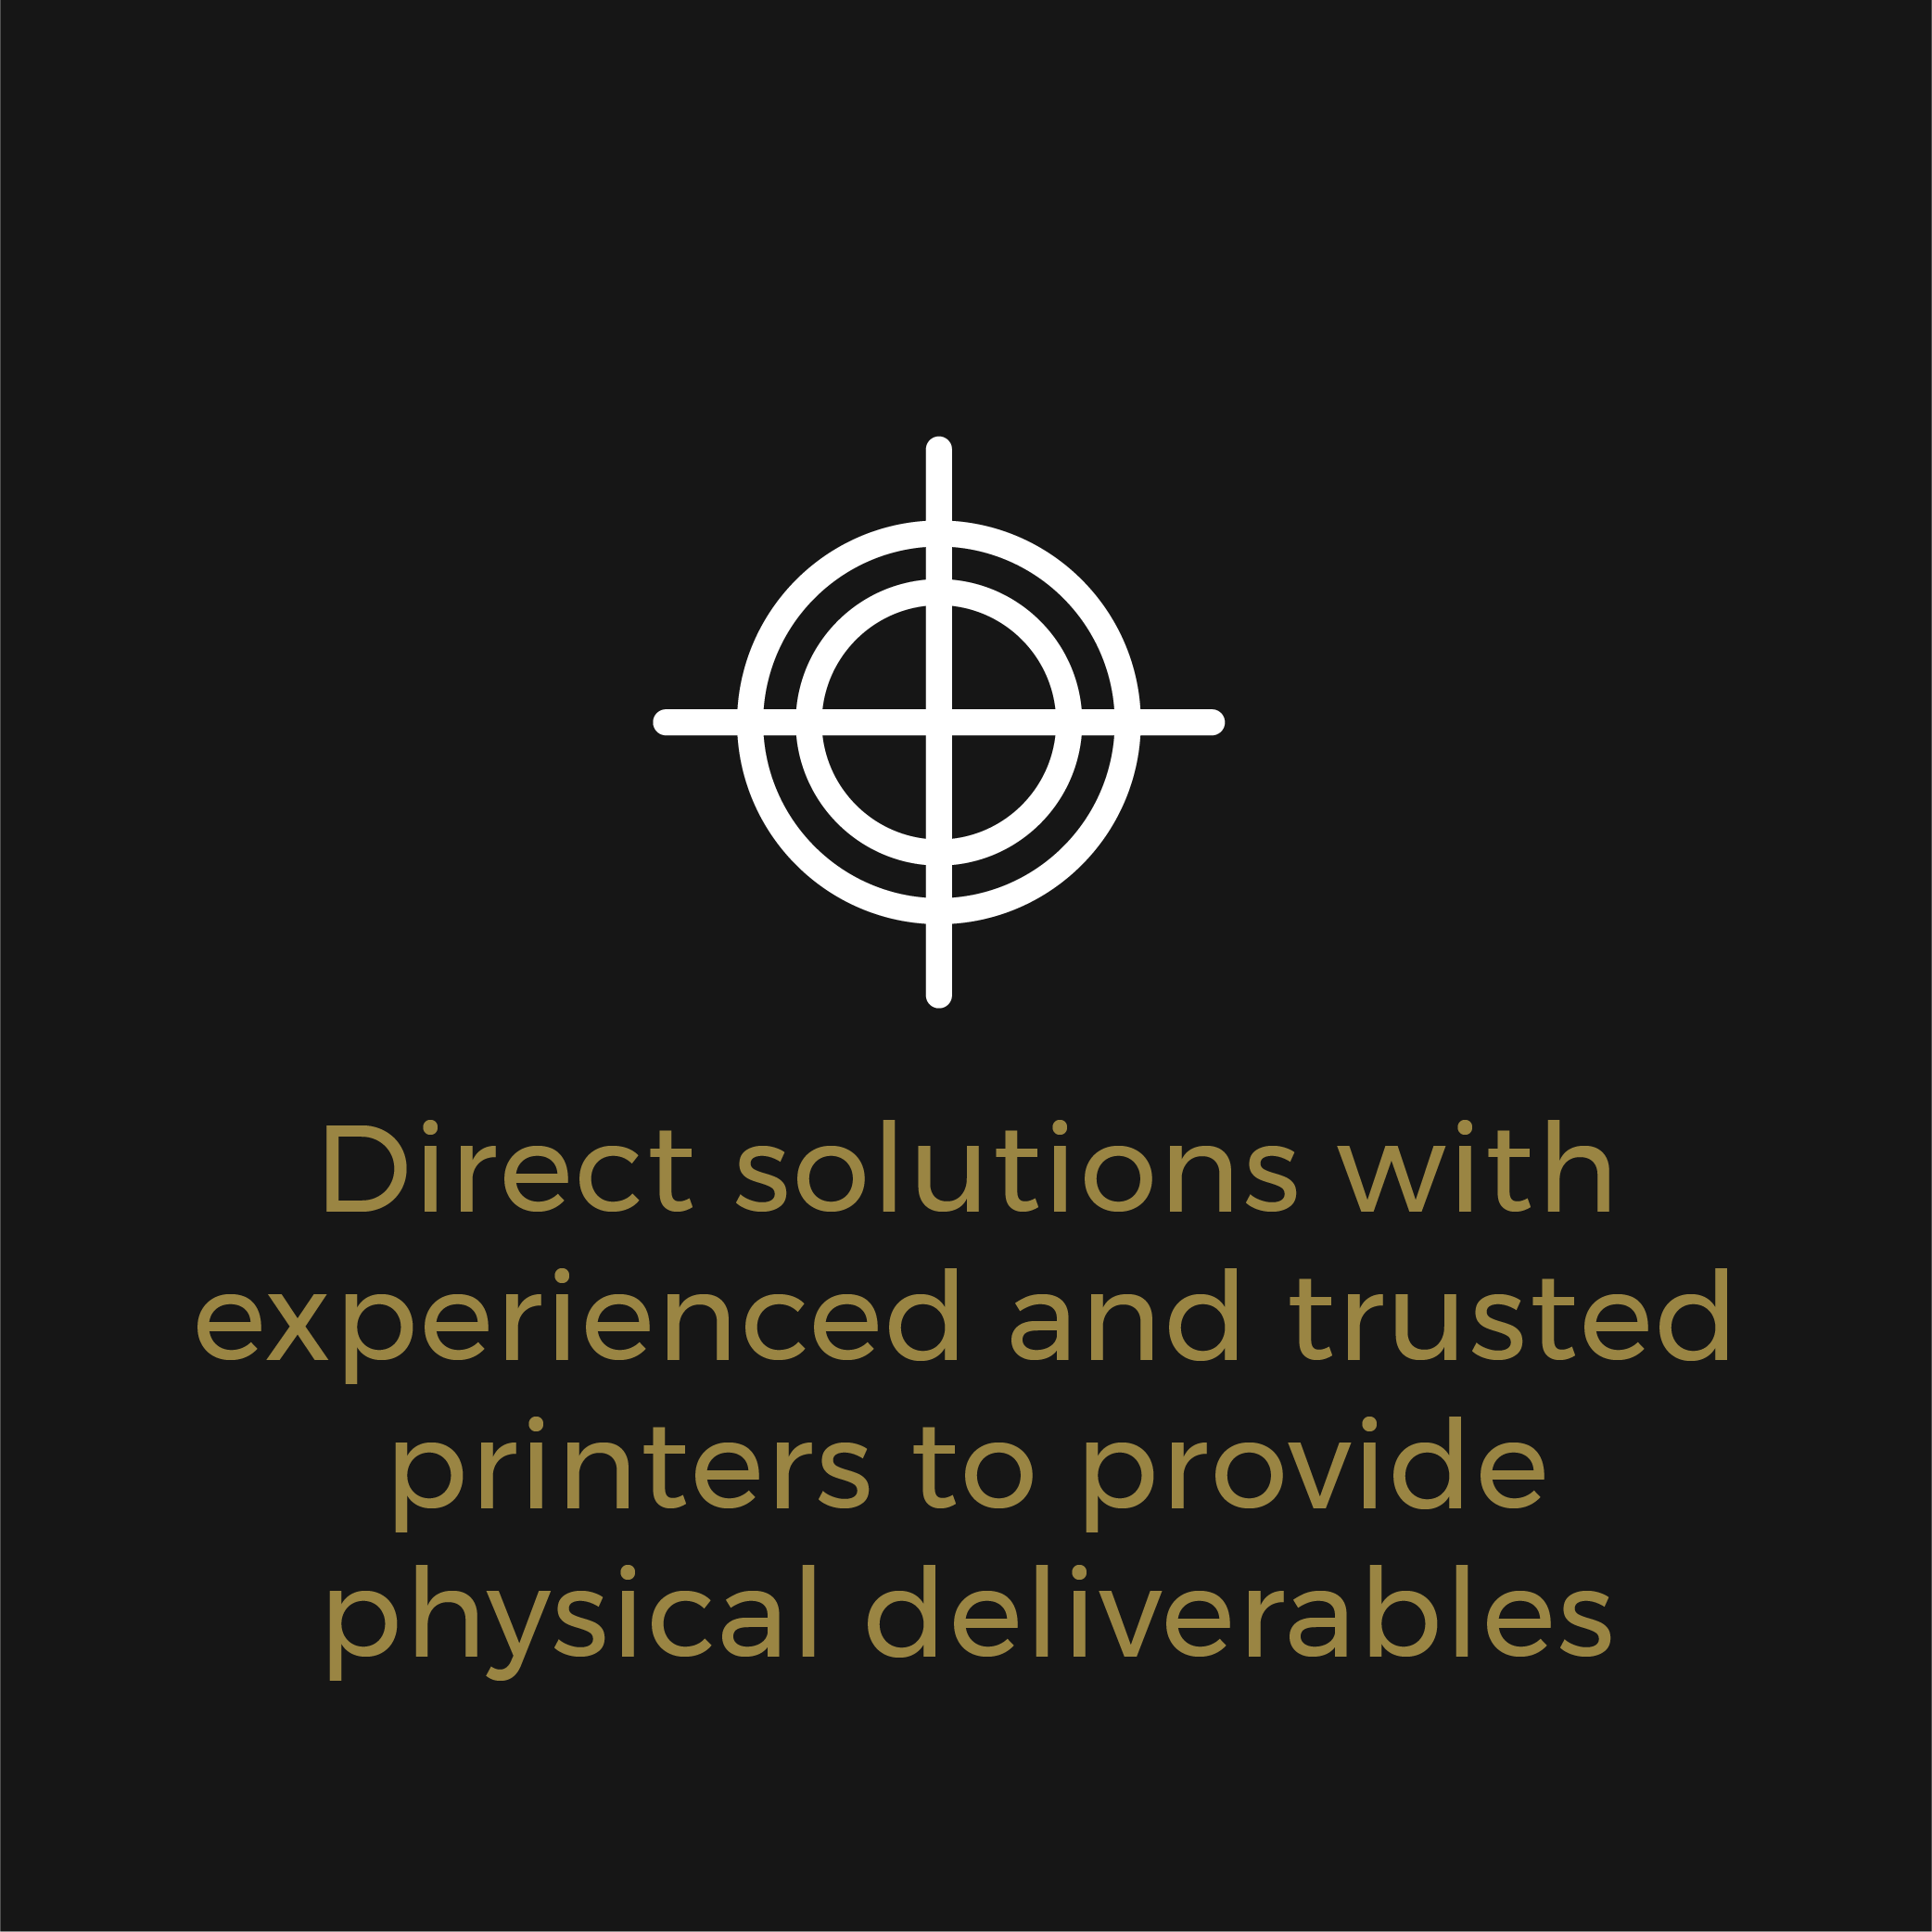 Direct solutions with
experienced and trusted
printers to provide
physical deliverables